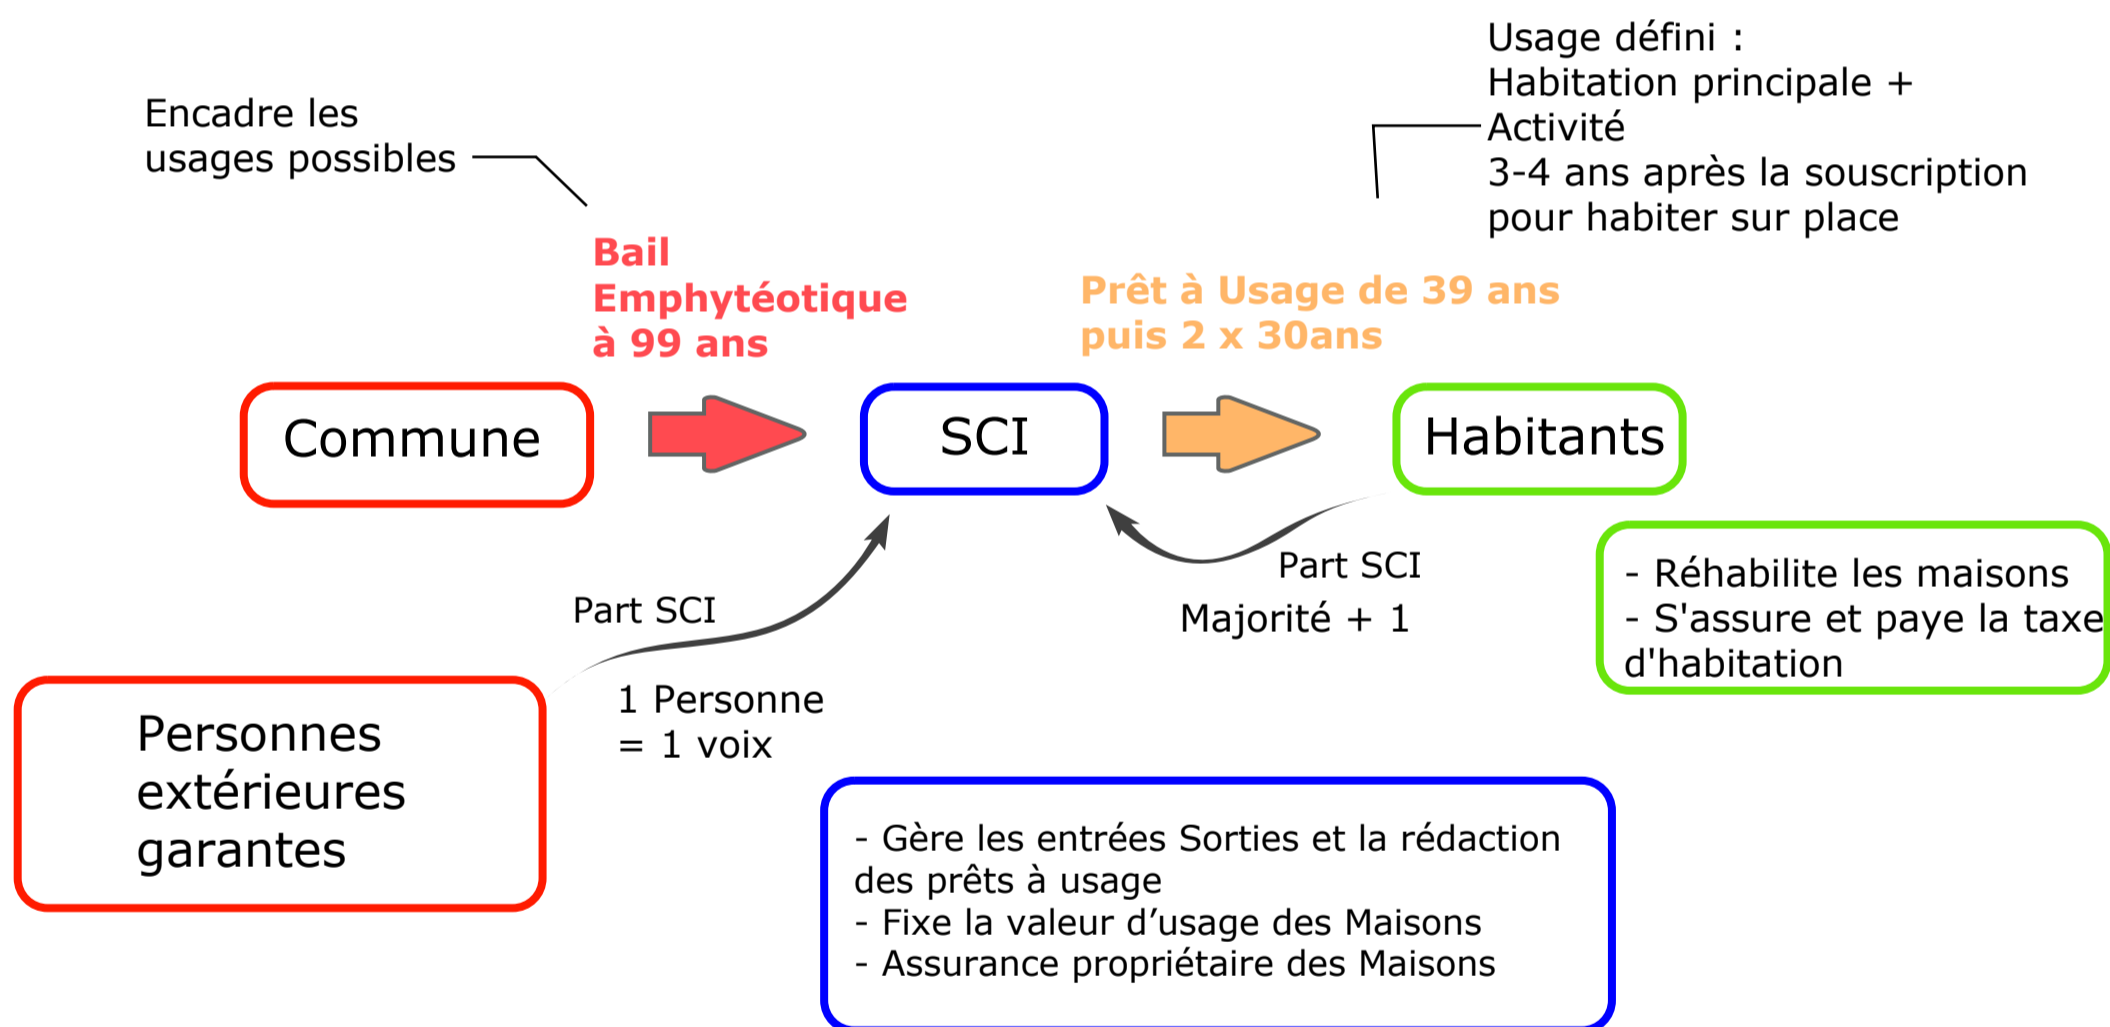 Encadre les
usages possibles
Usage défini :
Habitation principale +
Activité
3-4 ans après la souscription
pour habiter sur place
Bail
Emphytéotique
à 99 ans
Prêt à Usage de 39 ans
puis 2 x 30ans
Commune
SCI
Habitants
Part SCI
Majorité + 1
- Réhabilite les maisons
- S'assure et paye la taxe
d'habitation
Part SCI
1 Personne
= 1 voix
Personnes
extérieures
garantes
- Gère les entrées Sorties et la rédaction
des prêts à usage
- Fixe la valeur d’usage des Maisons
- Assurance propriétaire des Maisons